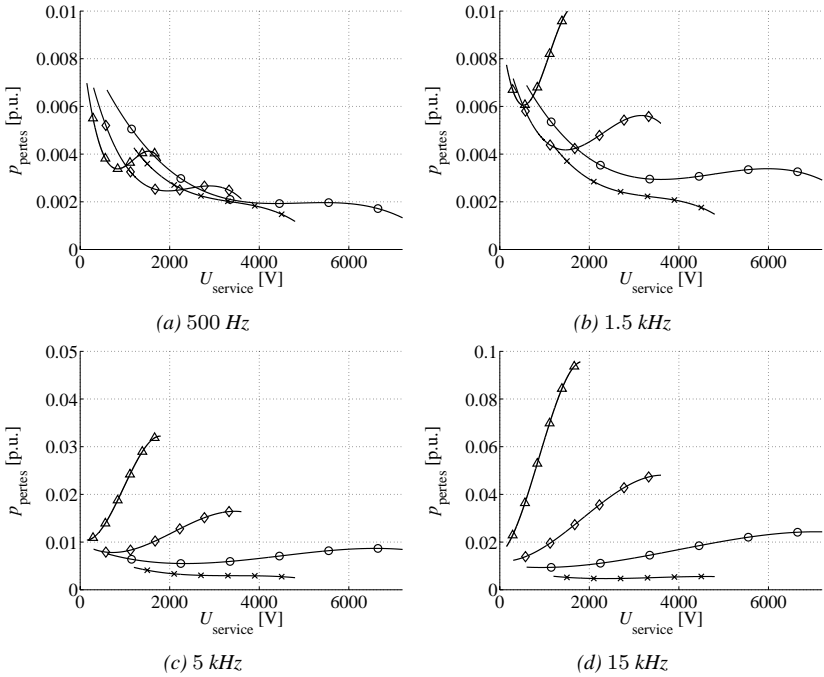 0.01
0.008
0.006
0.004
0.002
0
p_pertes [p.u.]
0 2000 4000 6000
U_service [V]
(a) 500 Hz
0.01
0.008
0.006
0.004
0.002
0
p_pertes [p.u.]
0 2000 4000 6000
U_service [V]
(b) 1.5 kHz
0.05
0.04
0.03
0.02
0.01
0
p_pertes [p.u.]
0 2000 4000 6000
U_service [V]
(c) 5 kHz
0.1
0.08
0.06
0.04
0.02
0
p_pertes [p.u.]
0 2000 4000 6000
U_service [V]
(d) 15 kHz